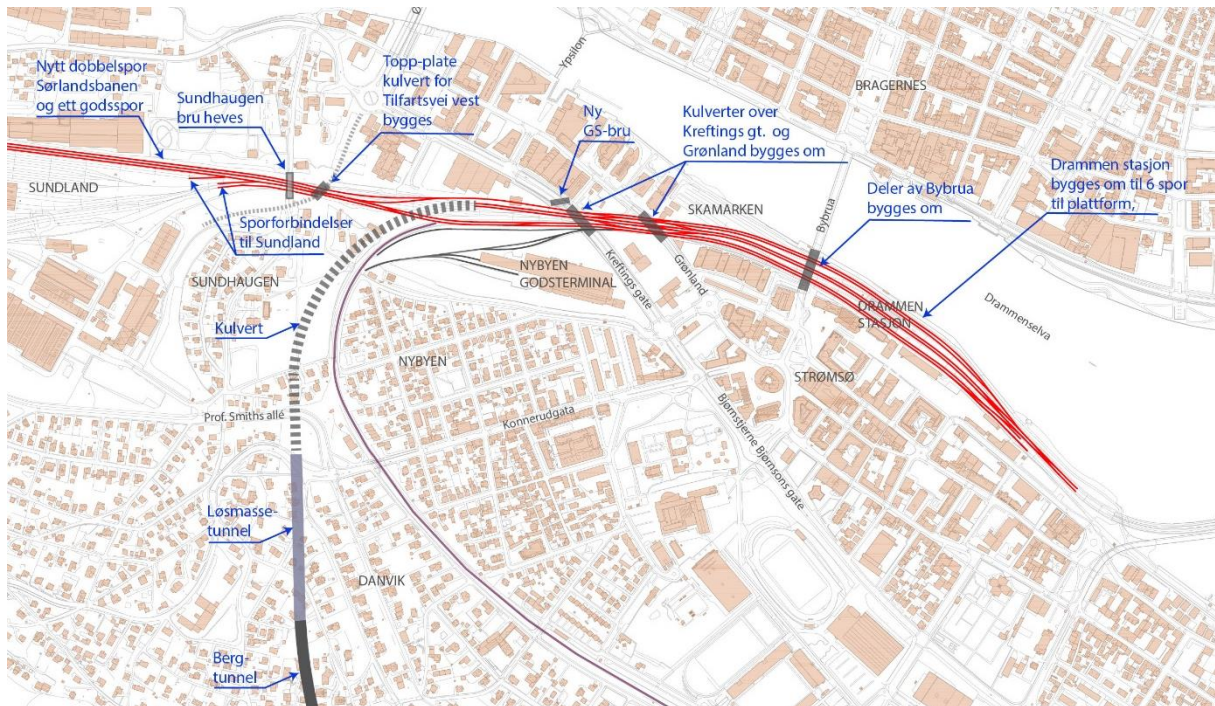 Nytt dobbelspor
Sørlandsbanen
og ett godsspor
Sundhaugen
bru heves
Topp-plate
kulvert for
Tilfartsvei vest
bygges
Ypsilon
Ny
GS-bru
Kulverter over
Kreftings gt. og
Grønland bygges om
BRAGERNES
Deler av Bybrua
bygges om
Drammen stasjon
bygges om til 6 spor
til plattform,
SUNDLAND
Sporforbindelser
til Sundland
SUNDHAUGEN
SKAMARKEN
Bybrua
NYBYEN
GODSTERMINAL
Kreftings gate
Grønland
DRAMMEN
STASJON
Drammenselva
Kulvert
NYBYEN
STRØMSØ
Prof. Smiths allé
Konnerudgata
Bjørnstjerne Bjørnsons gate
Løsmasse-
tunnel
DANVIK
Berg-
tunnel